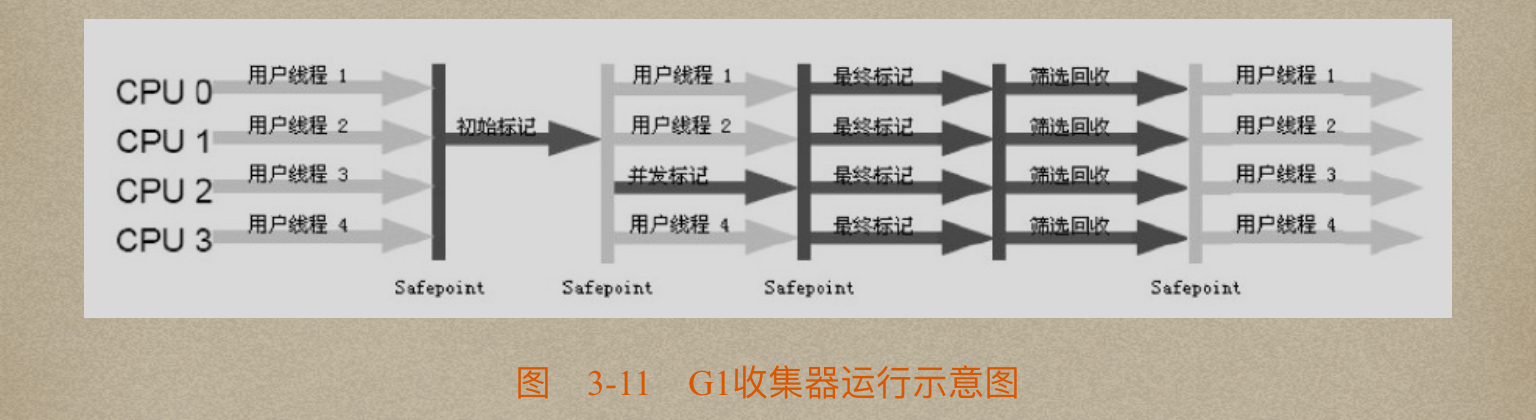 CPU 0 用户线程 1 用户线程 1 最终标记 筛选回收 用户线程 1
CPU 1 用户线程 2 初始标记 用户线程 2 最终标记 筛选回收 用户线程 2
CPU 2 用户线程 3 并发标记 最终标记 筛选回收 用户线程 3
CPU 3 用户线程 4 用户线程 4 最终标记 筛选回收 用户线程 4
Safepoint Safepoint Safepoint Safepoint
图 3-11 G1收集器运行示意图